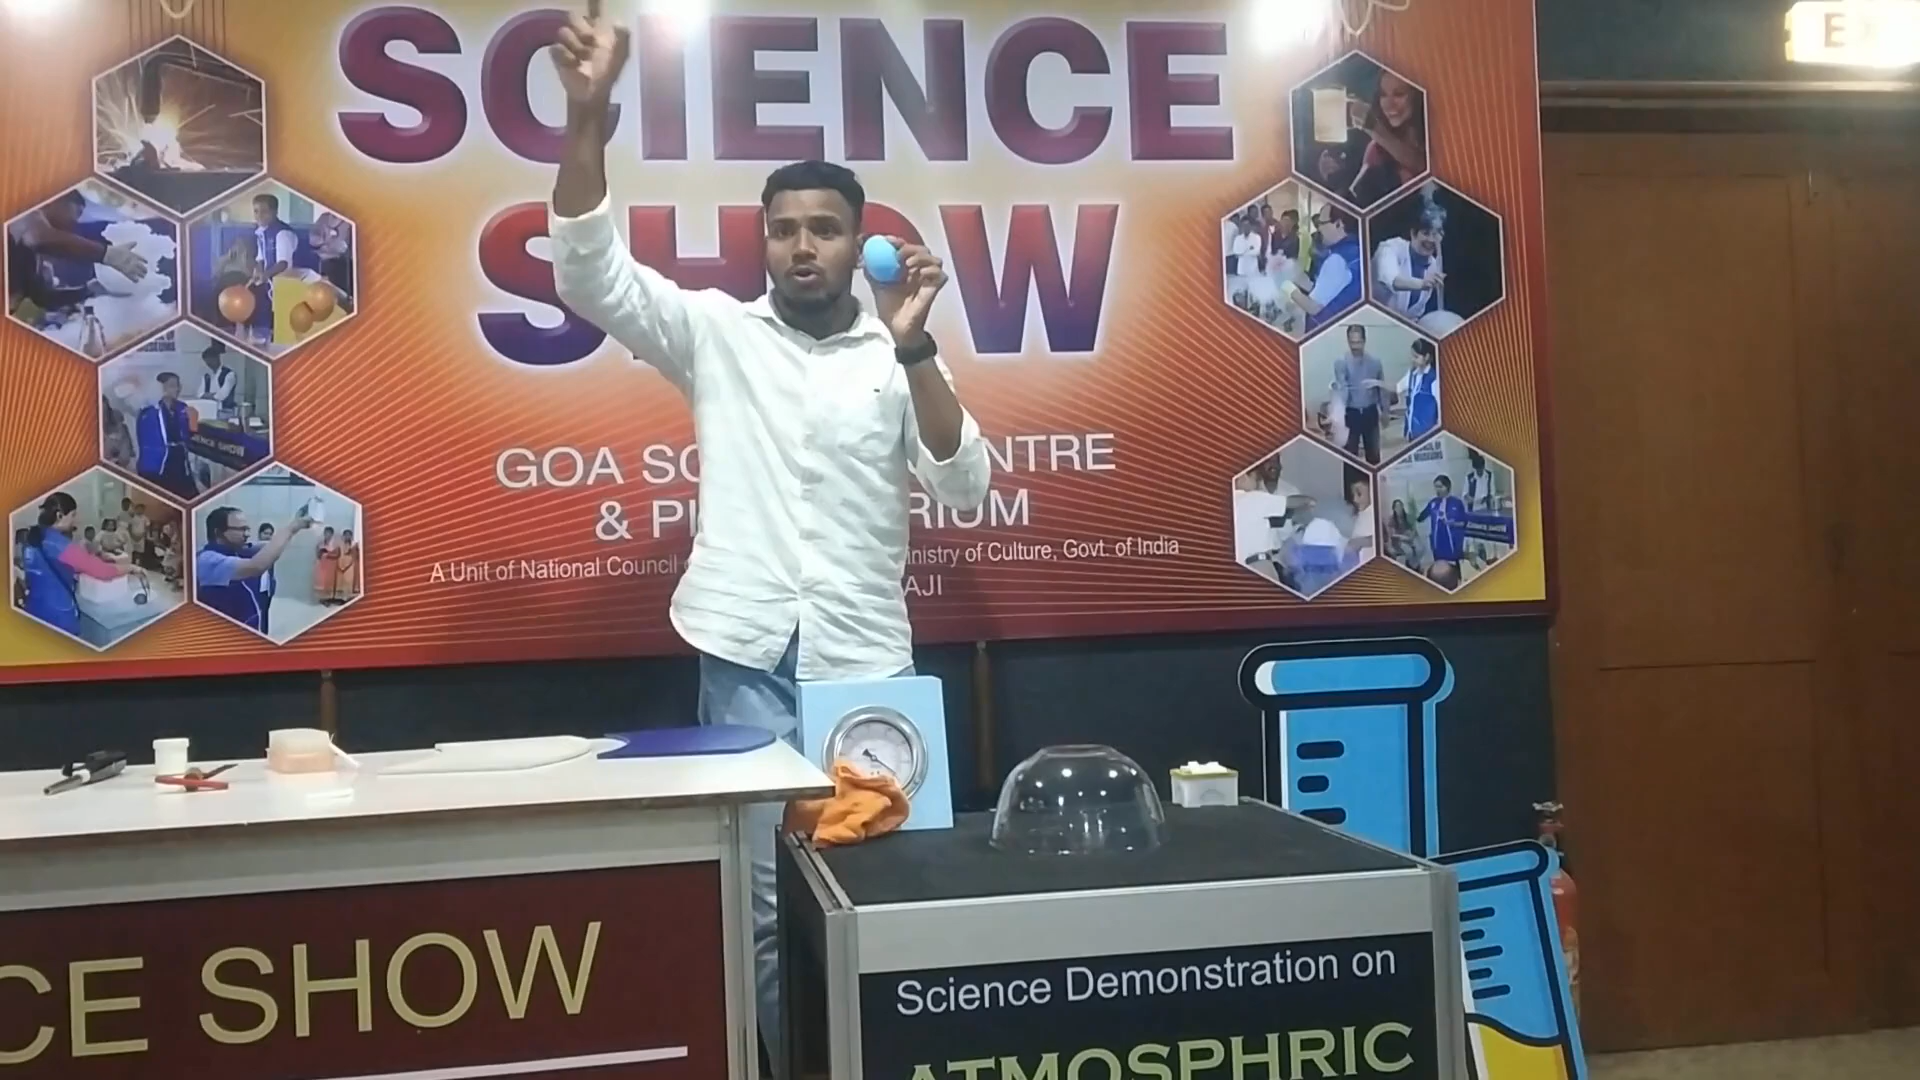 SCIENCE
SHOW
GOA SC NTRE
& PL RIUM
A Unit of National Council inistry of Culture, Govt. of India
AJI
CE SHOW
Science Demonstration on
ATMOSPHRIC
SCIENCE SHOW